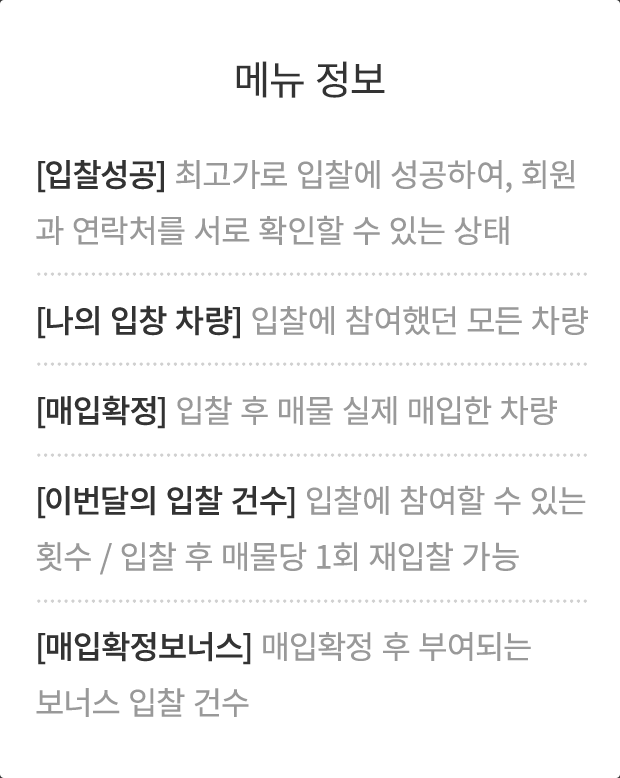 메뉴 정보
[입찰성공] 최고가로 입찰에 성공하여, 회원
과 연락처를 서로 확인할 수 있는 상태
[나의 입창 차량] 입찰에 참여했던 모든 차량
[매입확정] 입찰 후 매물 실제 매입한 차량
[이번달의 입찰 건수] 입찰에 참여할 수 있는
횟수 / 입찰 후 매물당 1회 재입찰 가능
[매입확정보너스] 매입확정 후 부여되는
보너스 입찰 건수